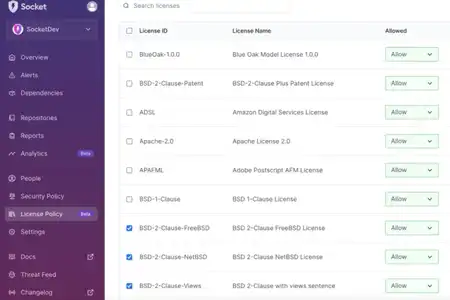 Socket
Search licenses
SocketDev
License ID License Name Allowed
BlueOak-1.0.0 Blue Oak Model License 1.0.0 Allow
Overview
Alerts
BSD-2-Clause-Patent BSD-2-Clause Plus Patent License Allow
Dependencies
ADSL Amazon Digital Services License Allow
Repositories
Reports
Apache-2.0 Apache License 2.0 Allow
Analytics Beta
APAFML Adobe Postscript AFM License Allow
People
Security Policy
BSD-1-Clause BSD 1-Clause License Allow
License Policy Beta
Settings
BSD-2-Clause-FreeBSD BSD 2-Clause FreeBSD License Allow
Docs
BSD-2-Clause-NetBSD BSD 2-Clause NetBSD License Allow
Threat Feed
Changelog
BSD-2-Clause-Views BSD 2-Clause with views sentence Allow